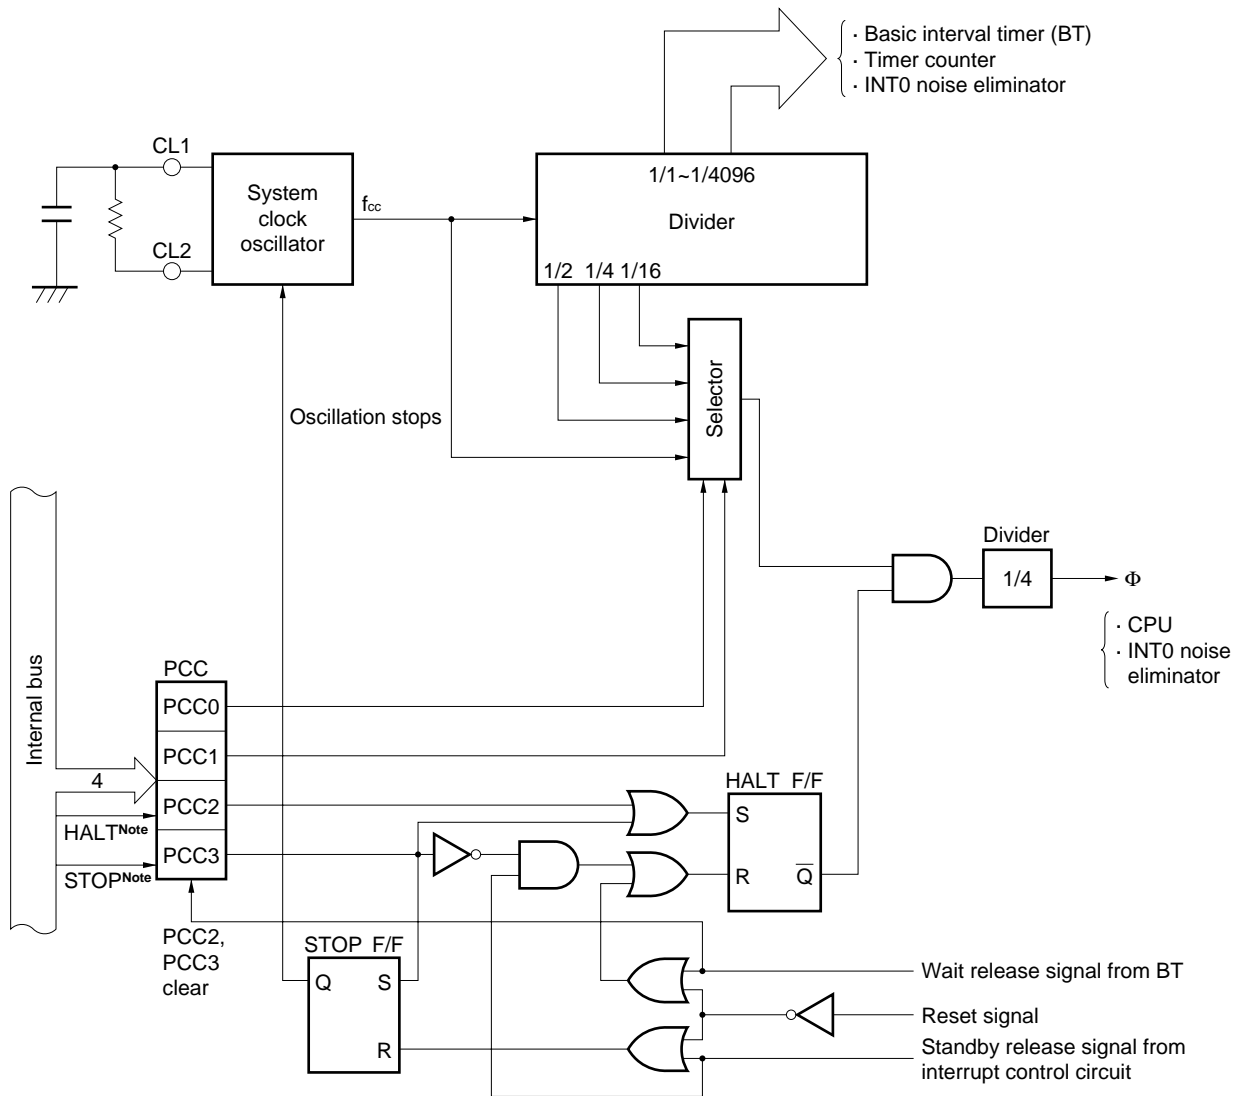 · Basic interval timer (BT)
· Timer counter
· INT0 noise eliminator
CL1
CL2
System
clock
oscillator
fcc
1/1~1/4096
Divider
1/2
1/4
1/16
Selector
Oscillation stops
Divider
1/4
Φ
· CPU
· INT0 noise
eliminator
Internal bus
4
HALTNote
STOPNote
PCC
PCC0
PCC1
PCC2
PCC3
PCC2,
PCC3
clear
HALT F/F
S
R
Q̅
STOP F/F
Q
S
R
Wait release signal from BT
Reset signal
Standby release signal from
interrupt control circuit